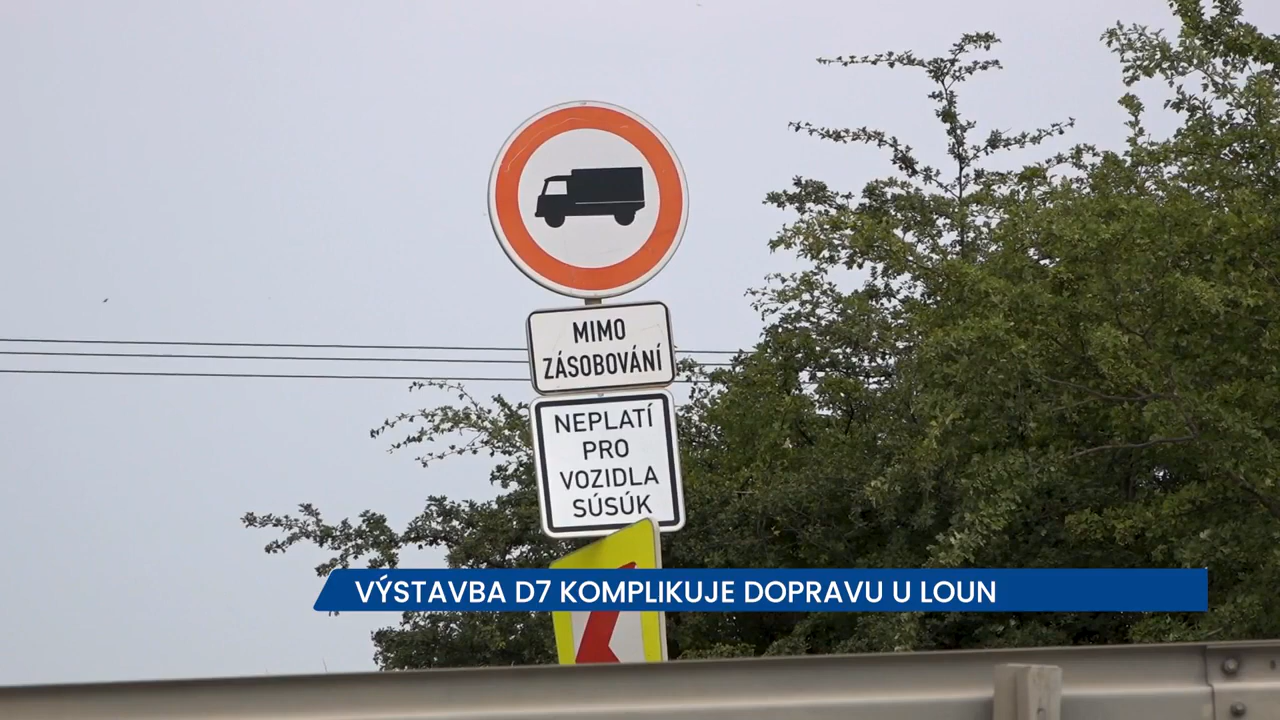 MIMO
ZÁSOBOVÁNÍ
NEPLATÍ
PRO
VOZIDLA
SÚSÚK
VÝSTAVBA D7 KOMPLIKUJE DOPRAVU U LOUN